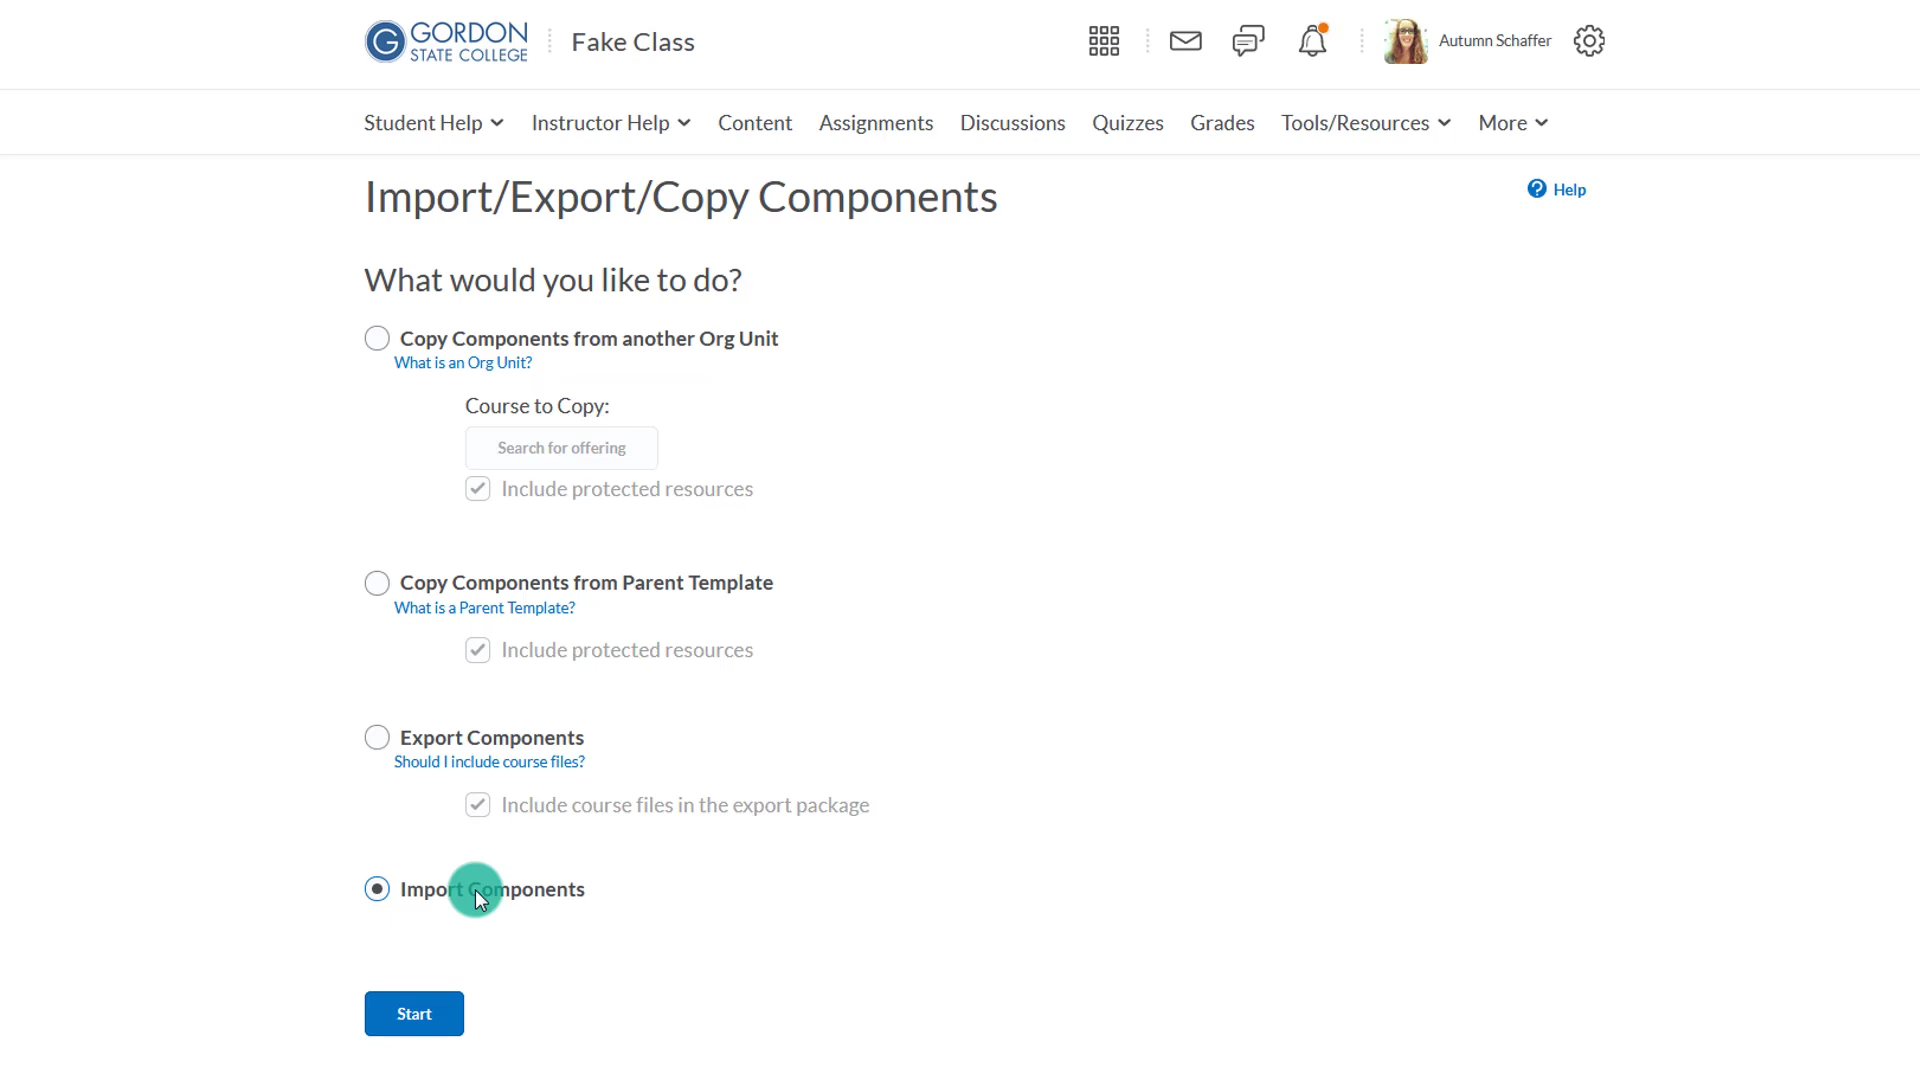 GORDON
STATE COLLEGE
Fake Class
Autumn Schaffer
Student Help
Instructor Help
Content
Assignments
Discussions
Quizzes
Grades
Tools/Resources
More
Import/Export/Copy Components
Help
What would you like to do?
Copy Components from another Org Unit
What is an Org Unit?
Course to Copy:
Search for offering
Include protected resources
Copy Components from Parent Template
What is a Parent Template?
Include protected resources
Export Components
Should I include course files?
Include course files in the export package
Import Components
Start